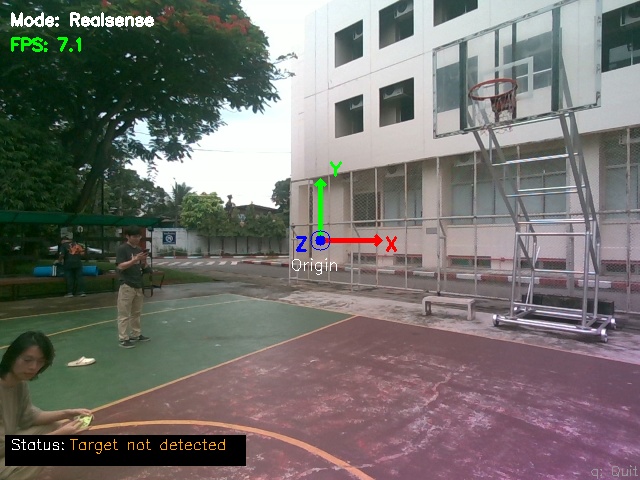 Mode: Realsense
FPS: 7.1
Y
Z
X
Origin
Status: Target not detected
q: Quit